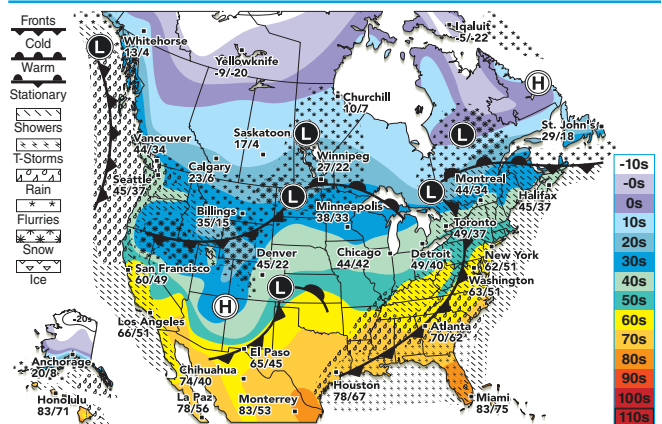 Fronts
Cold
Warm
Stationary
Showers
T-Storms
Rain
Flurries
Snow
Ice
L
Whitehorse
13/4
Yellowknife
-9/-20
Iqaluit
-5/-22
H
Churchill
10/7
L
Saskatoon
17/4
L
St. John's
29/18
Vancouver
44/34
Calgary
23/6
Winnipeg
27/22
Seattle
45/37
Montreal
44/34
L
L
Halifax
45/37
Billings
35/15
Minneapolis
38/33
Toronto
49/37
Denver
45/22
Chicago
44/42
Detroit
49/40
New York
62/51
San Francisco
60/49
Washington
63/51
L
H
Los Angeles
66/51
Atlanta
70/62
El Paso
65/45
-20s
Anchorage
20/8
Chihuahua
74/40
Houston
78/67
Honolulu
83/71
La Paz
78/56
Monterrey
83/53
Miami
83/75
-10s
-0s
0s
10s
20s
30s
40s
50s
60s
70s
80s
90s
100s
110s